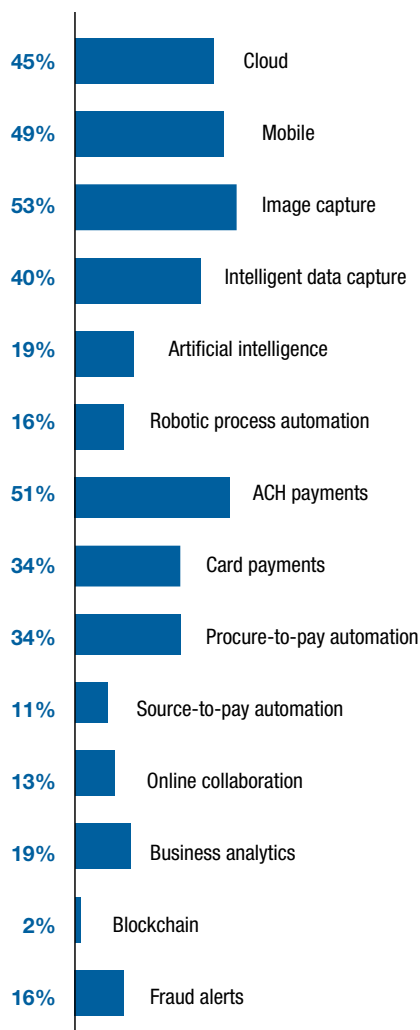 45% Cloud
49% Mobile
53% Image capture
40% Intelligent data capture
19% Artificial intelligence
16% Robotic process automation
51% ACH payments
34% Card payments
34% Procure-to-pay automation
11% Source-to-pay automation
13% Online collaboration
19% Business analytics
2% Blockchain
16% Fraud alerts